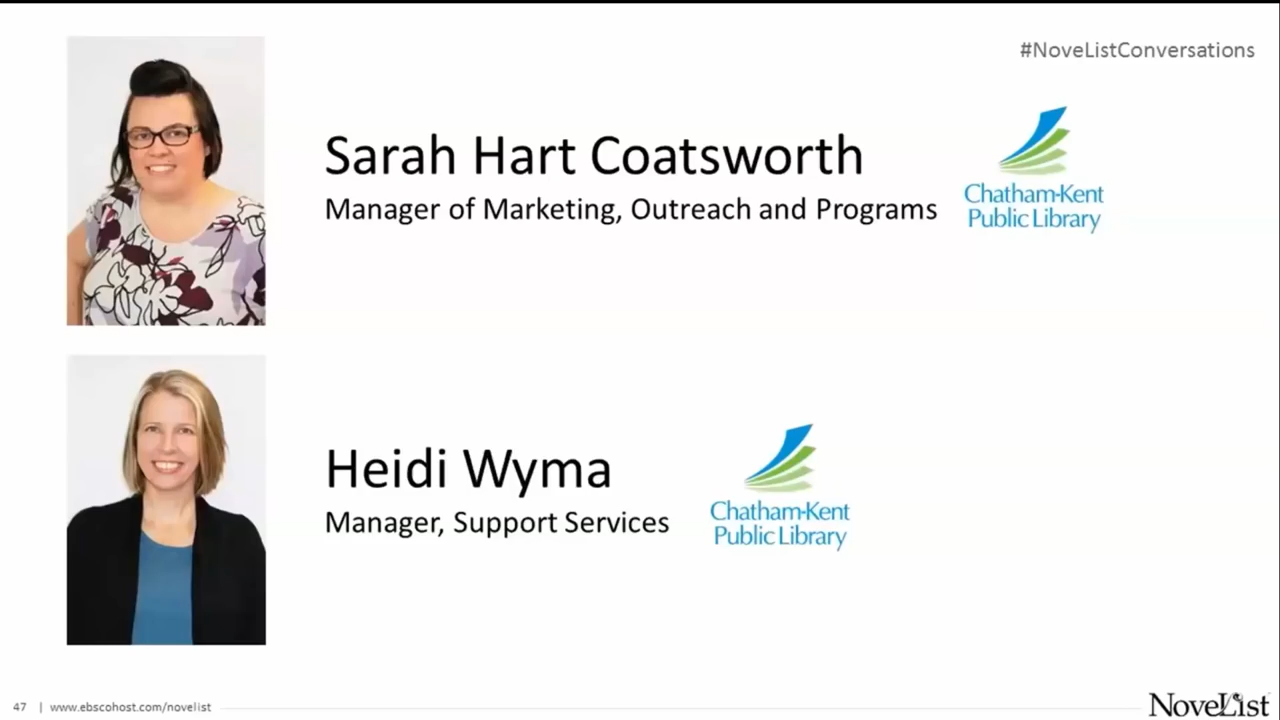 #NoveListConversations
Sarah Hart Coatsworth
Manager of Marketing, Outreach and Programs
Chatham-Kent
Public Library
Heidi Wyma
Manager, Support Services
Chatham-Kent
Public Library
47 | www.ebscohost.com/novelist
NoveList